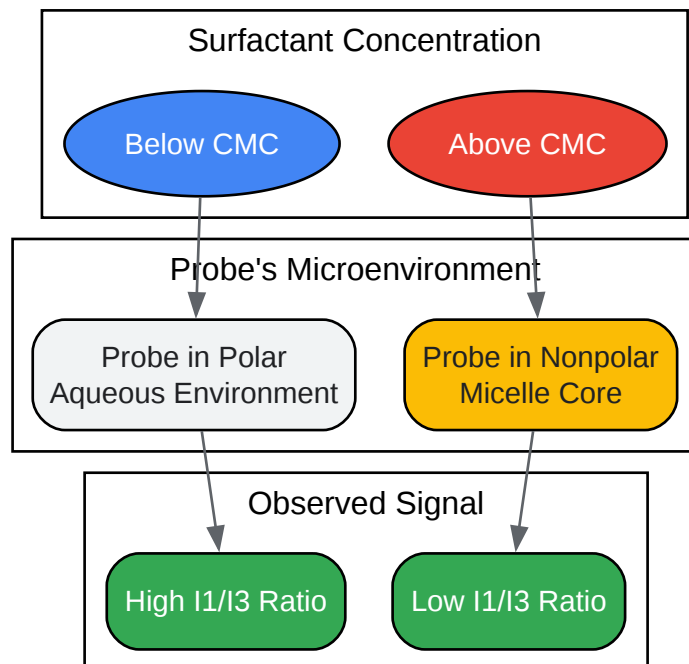 Surfactant Concentration
Below CMC
Above CMC
Probe's Microenvironment
Probe in Polar
Aqueous Environment
Probe in Nonpolar
Micelle Core
Observed Signal
High I1/I3 Ratio
Low I1/I3 Ratio